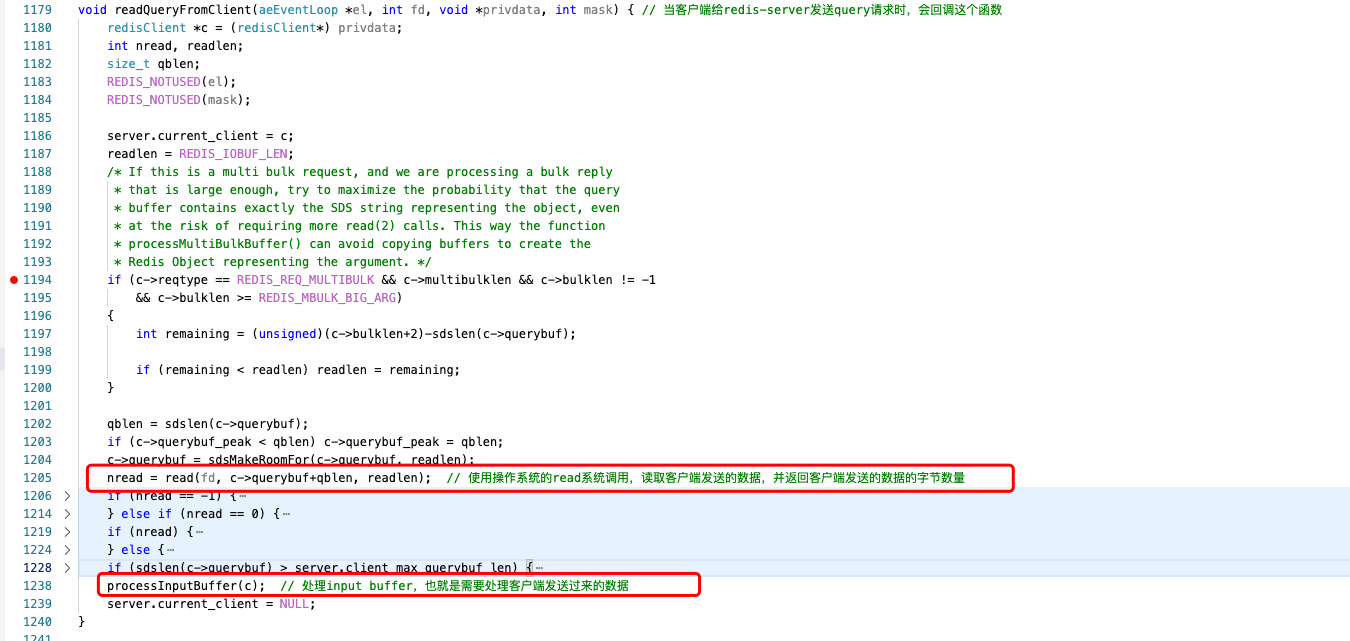 1179 void readQueryFromClient(aeEventLoop *el, int fd, void *privdata, int mask) { // 当客户端给redis-server发送query请求时，会回调这个函数
1180 redisClient *c = (redisClient*) privdata;
1181 int nread, readlen;
1182 size_t qblen;
1183 REDIS_NOTUSED(el);
1184 REDIS_NOTUSED(mask);
1185
1186 server.current_client = c;
1187 readlen = REDIS_IOBUF_LEN;
1188 /* If this is a multi bulk request, and we are processing a bulk reply
1189 * that is large enough, try to maximize the probability that the query
1190 * buffer contains exactly the SDS string representing the object, even
1191 * at the risk of requiring more read(2) calls. This way the function
1192 * processMultiBulkBuffer() can avoid copying buffers to create the
1193 * Redis Object representing the argument. */
1194 if (c->reqtype == REDIS_REQ_MULTIBULK && c->multibulklen && c->bulklen != -1
1195 && c->bulklen >= REDIS_MBULK_BIG_ARG)
1196 {
1197 int remaining = (unsigned)(c->bulklen+2)-sdslen(c->querybuf);
1198
1199 if (remaining < readlen) readlen = remaining;
1200 }
1201
1202 qblen = sdslen(c->querybuf);
1203 if (c->querybuf_peak < qblen) c->querybuf_peak = qblen;
1204 c->querybuf = sdsMakeRoomFor(c->querybuf, readlen);
1205 nread = read(fd, c->querybuf+qblen, readlen); // 使用操作系统的read系统调用，读取客户端发送的数据，并返回客户端发送的数据的字节数量
1206 if (nread == -1) {⋯
1214 } else if (nread == 0) {⋯
1219 if (nread) {⋯
1224 } else {⋯
1228 if (sdslen(c->querybuf) > server.client_max_querybuf_len) {⋯
1238 processInputBuffer(c); // 处理input buffer，也就是需要处理客户端发送过来的数据
1239 server.current_client = NULL;
1240 }
1241